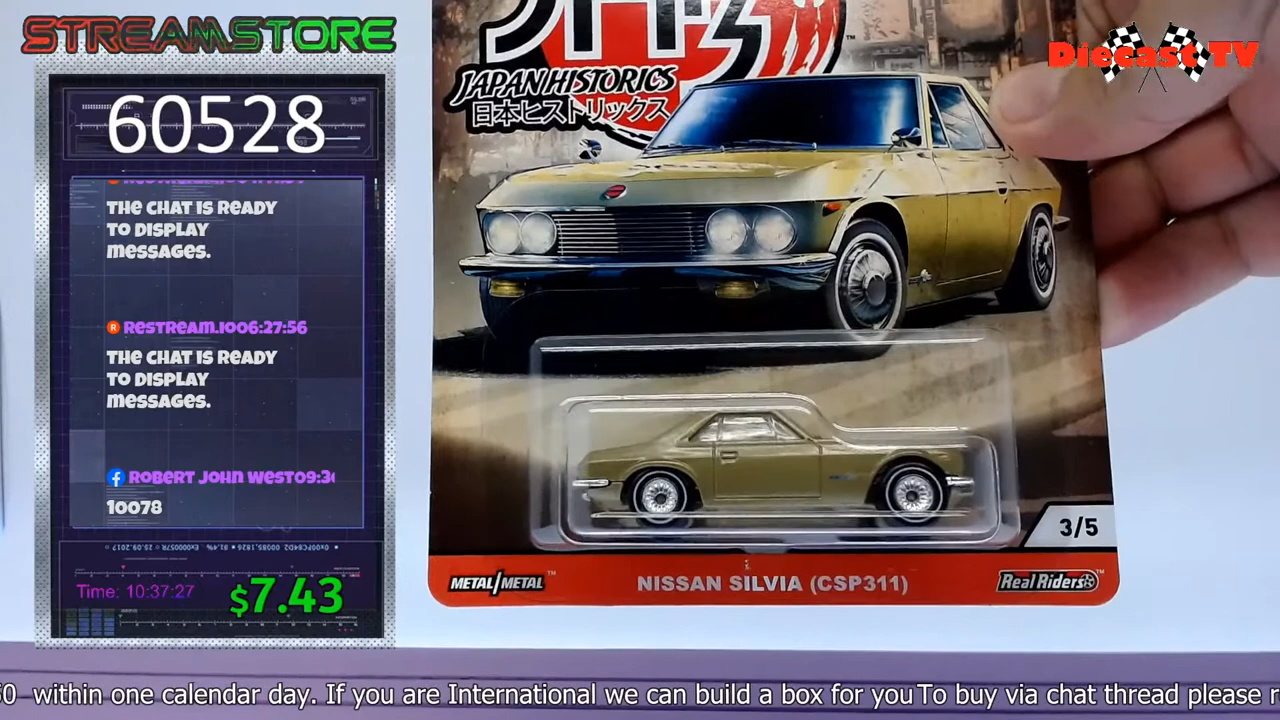 STREAMSTORE
60528
THE CHAT IS READY
TO DISPLAY
MESSAGES.
RESTREAM.IO06:27:56
THE CHAT IS READY
TO DISPLAY
MESSAGES.
ROBERT JOHN WEST09:3
10078
Time: 10:37:27
$7.43
JAPAN HISTORICS
日本ヒストリックス
TM
Diecast TV
3/5
METAL/METAL™
NISSAN SILVIA (CSP311)
Real Riders
within one calendar day. If you are International we can build a box for you To buy via chat thread please